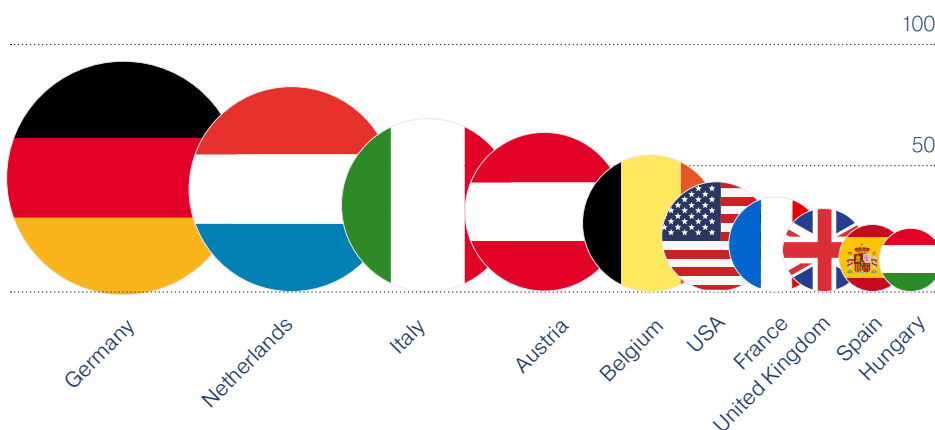 100
50
Germany
Netherlands
Italy
Austria
Belgium
USA
France
United Kingdom
Spain
Hungary